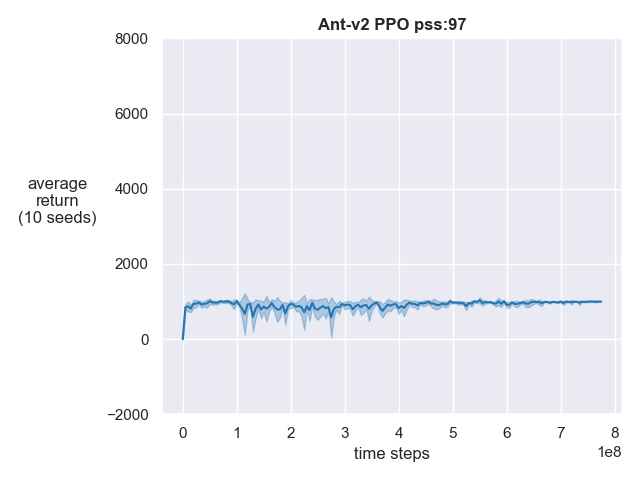 Ant-v2 PPO pss:97
8000
6000
4000
2000
0
−2000
average
return
(10 seeds)
0 1 2 3 4 5 6 7 8
1e8
time steps